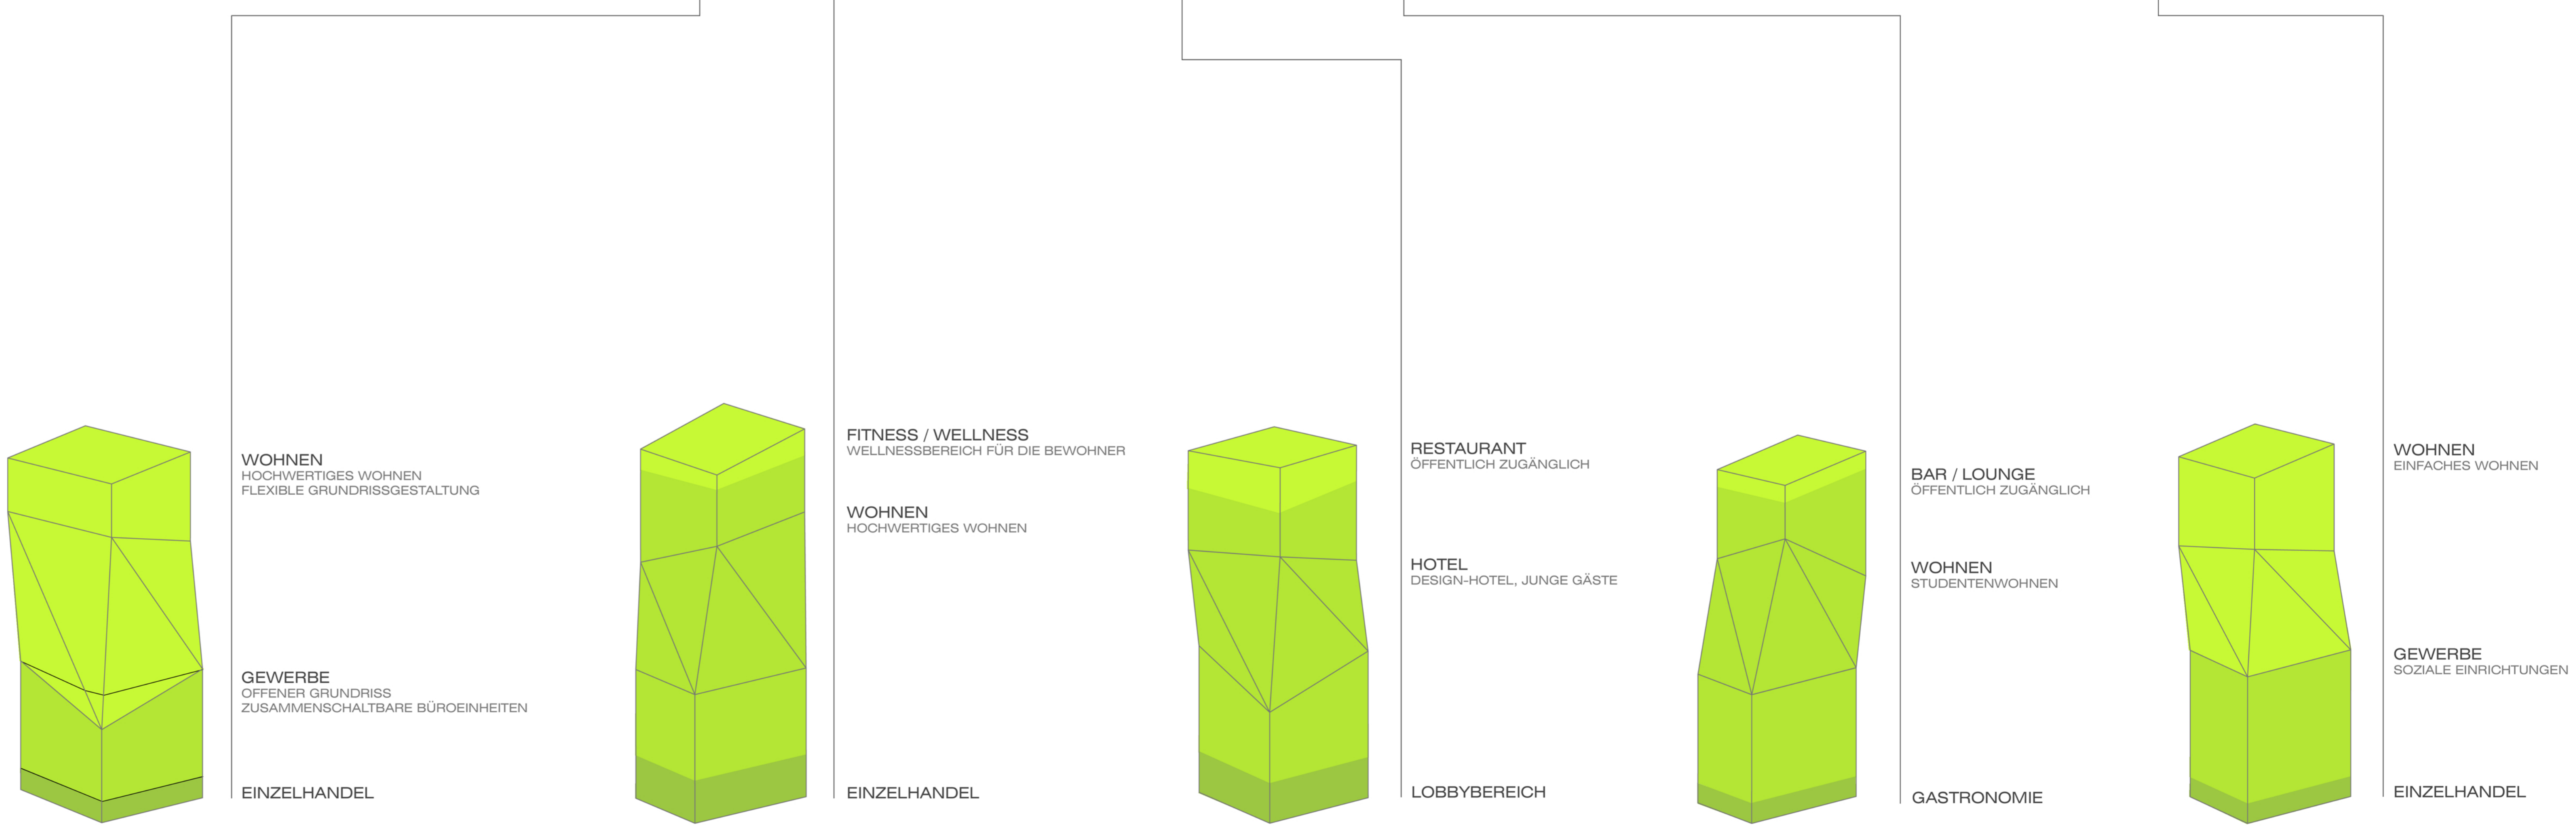 WOHNEN
HOCHWERTIGES WOHNEN
FLEXIBLE GRUNDRISSGESTALTUNG
GEWERBE
OFFENER GRUNDRISS
ZUSAMMENSCHALTBARE BÜROEINHEITEN
EINZELHANDEL
FITNESS / WELLNESS
WELLNESSBEREICH FÜR DIE BEWOHNER
WOHNEN
HOCHWERTIGES WOHNEN
EINZELHANDEL
RESTAURANT
ÖFFENTLICH ZUGÄNGLICH
HOTEL
DESIGN-HOTEL, JUNGE GÄSTE
LOBBYBEREICH
BAR / LOUNGE
ÖFFENTLICH ZUGÄNGLICH
WOHNEN
STUDENTENWOHNEN
GASTRONOMIE
WOHNEN
EINFACHES WOHNEN
GEWERBE
SOZIALE EINRICHTUNGEN
EINZELHANDEL